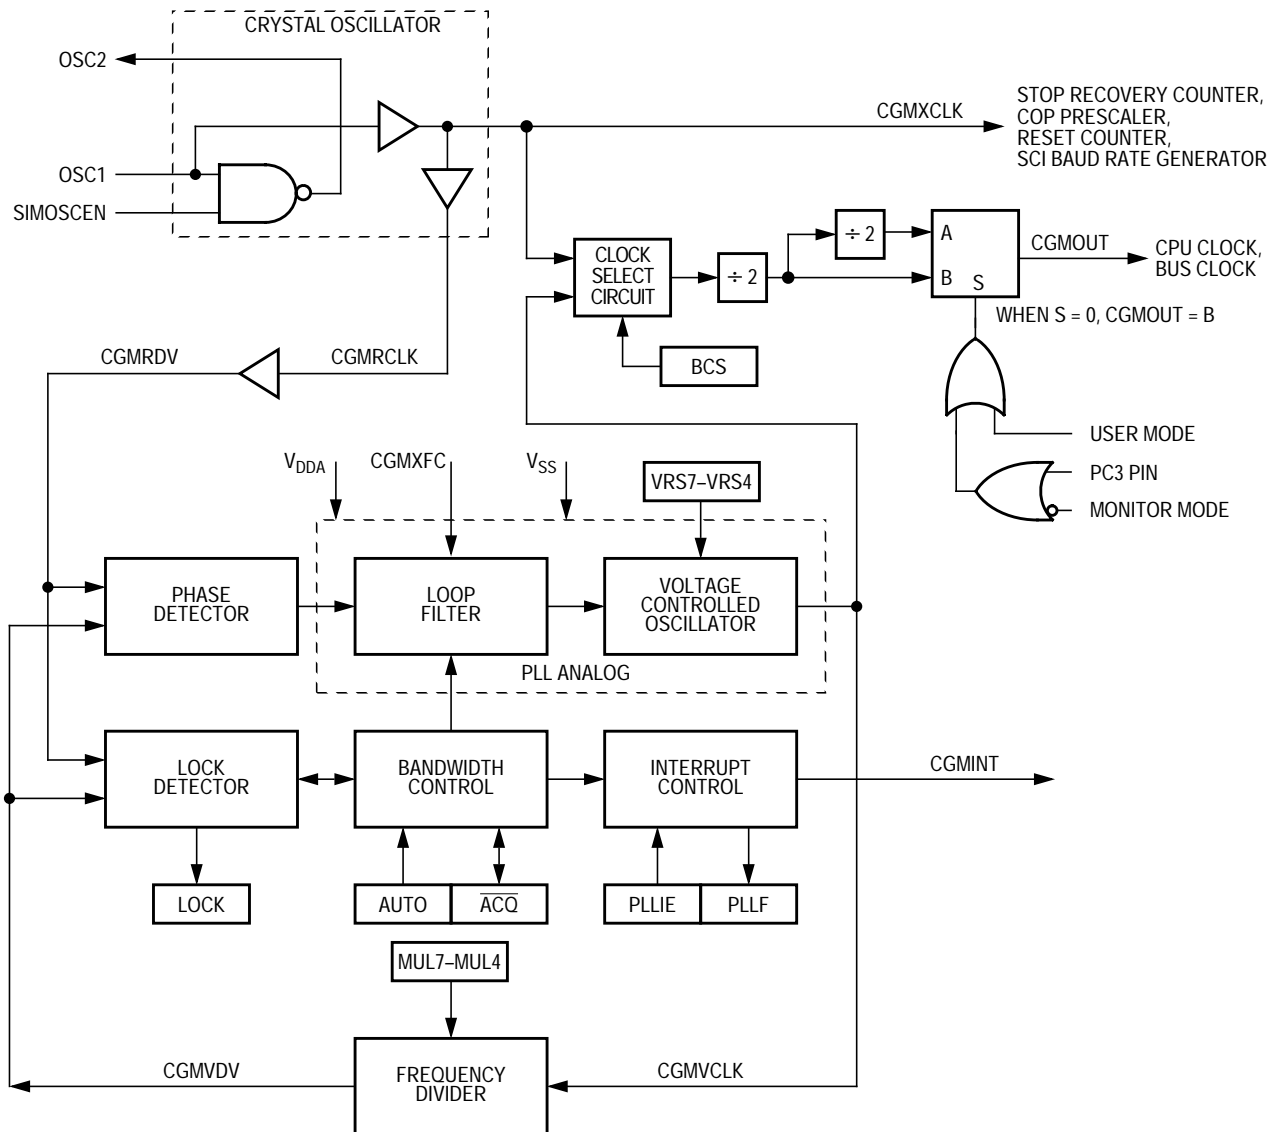 CRYSTAL OSCILLATOR
OSC2
CGMXCLK
STOP RECOVERY COUNTER,
COP PRESCALER,
RESET COUNTER,
SCI BAUD RATE GENERATOR
OSC1
SIMOSCEN
CLOCK
SELECT
CIRCUIT
÷ 2
÷ 2
A
B
S
CGMOUT
CPU CLOCK,
BUS CLOCK
WHEN S = 0, CGMOUT = B
CGMRDV
CGMRCLK
BCS
USER MODE
PC3 PIN
MONITOR MODE
VDDA
CGMXFC
VSS
VRS7–VRS4
PHASE
DETECTOR
LOOP
FILTER
VOLTAGE
CONTROLLED
OSCILLATOR
PLL ANALOG
LOCK
DETECTOR
BANDWIDTH
CONTROL
INTERRUPT
CONTROL
CGMINT
LOCK
AUTO
A̅C̅Q̅
PLLIE
PLLF
MUL7–MUL4
CGMVDV
FREQUENCY
DIVIDER
CGMVCLK